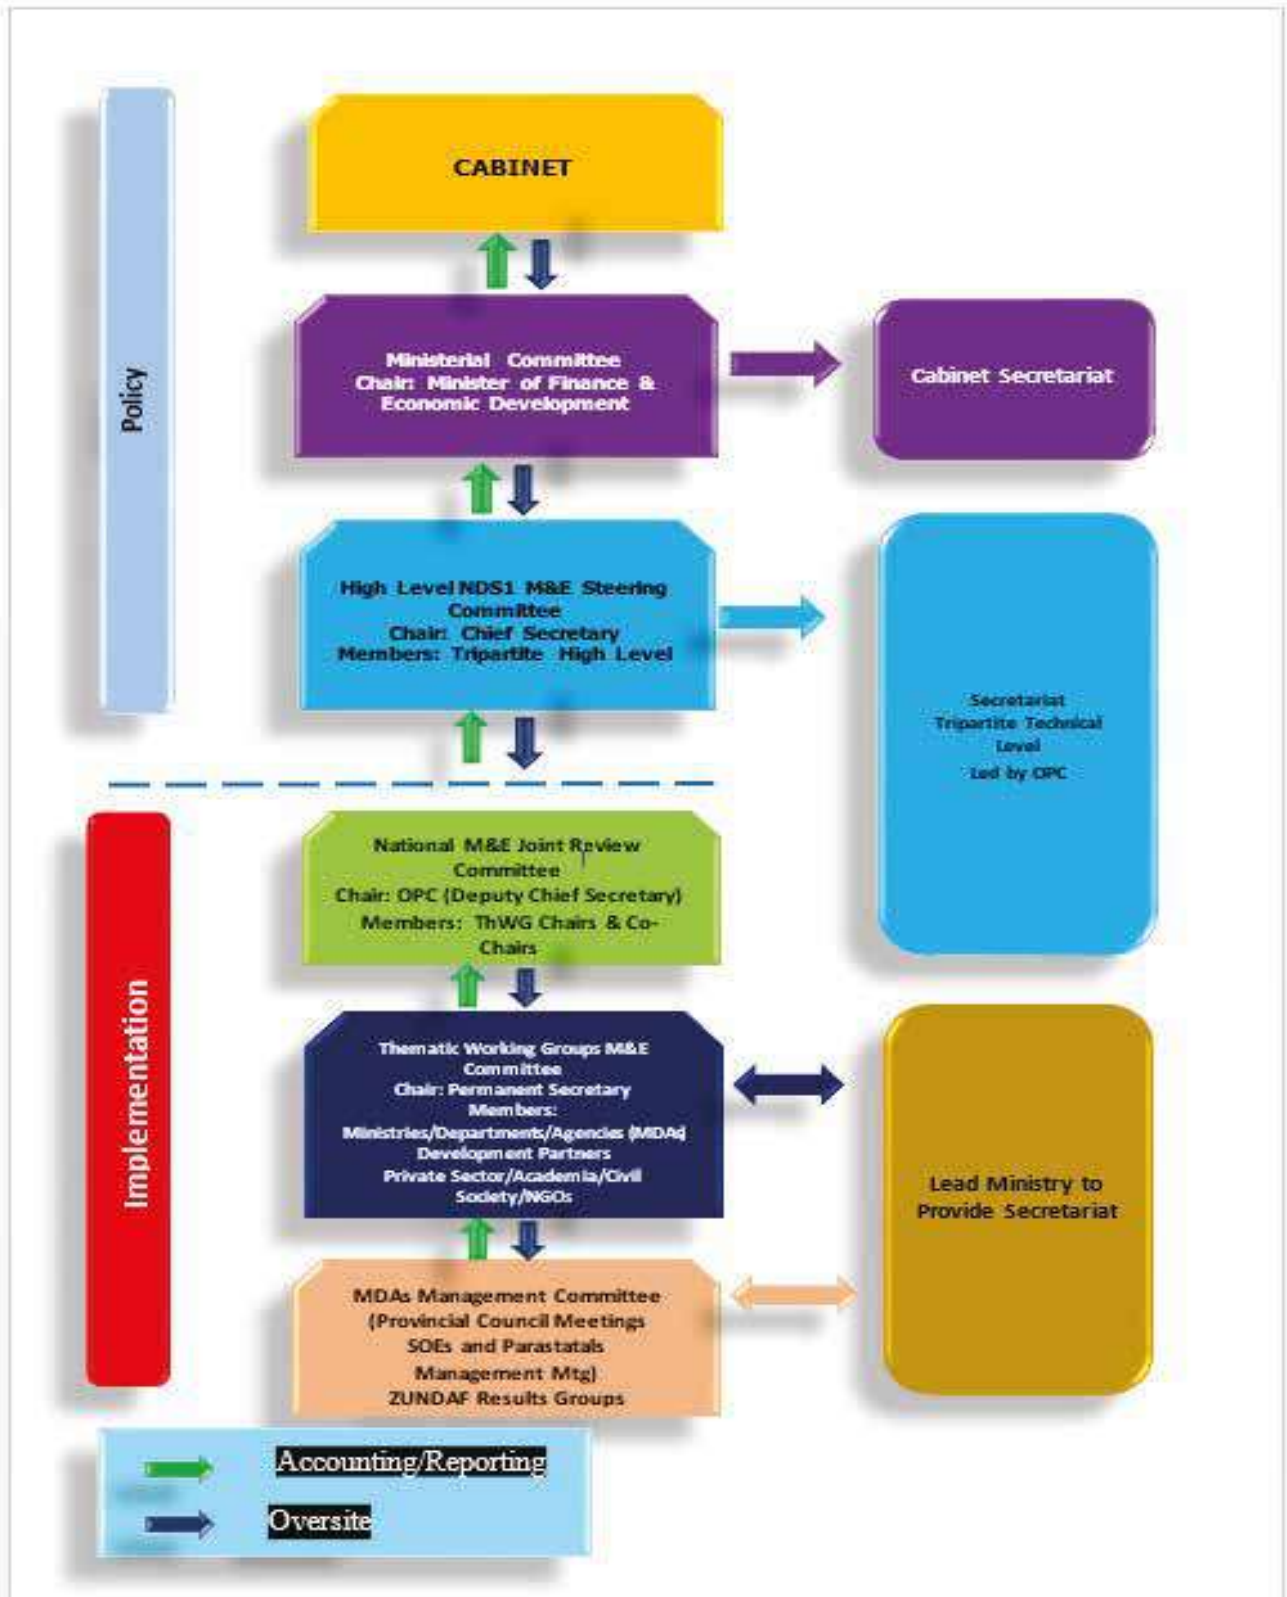 CABINET
Policy
Ministerial Committee
Chair: Minister of Finance &
Economic Development
Cabinet Secretariat
High Level NDS1 M&E Steering
Committee
Chair: Chief Secretary
Members: Tripartite High Level
Secretariat
Tripartite Technical
Level
Led by OPC
Implementation
National M&E Joint Review
Committee
Chair: OPC (Deputy Chief Secretary)
Members: ThWG Chairs & Co-
Chairs
Thematic Working Groups M&E
Committee
Chair: Permanent Secretary
Members:
Ministries/Departments/Agencies (MDAs)
Development Partners
Private Sector/Academia/Civil
Society/NGOs
Lead Ministry to
Provide Secretariat
MDAs Management Committee
(Provincial Council Meetings
SOEs and Parastatals
Management Mtg)
ZUNDAF Results Groups
Accounting/Reporting
Oversite